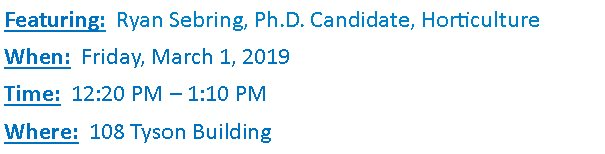 Featuring: Ryan Sebring, Ph.D. Candidate, Horticulture
When: Friday, March 1, 2019
Time: 12:20 PM – 1:10 PM
Where: 108 Tyson Building